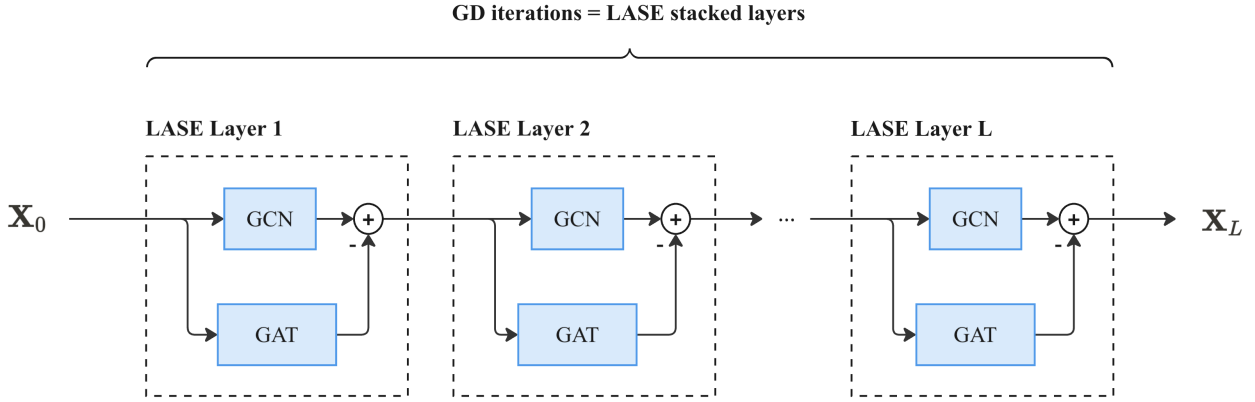 GD iterations = LASE stacked layers
LASE Layer 1
LASE Layer 2
LASE Layer L
X₀
GCN
+
-
GAT
GCN
+
-
GAT
...
GCN
+
-
GAT
X_L